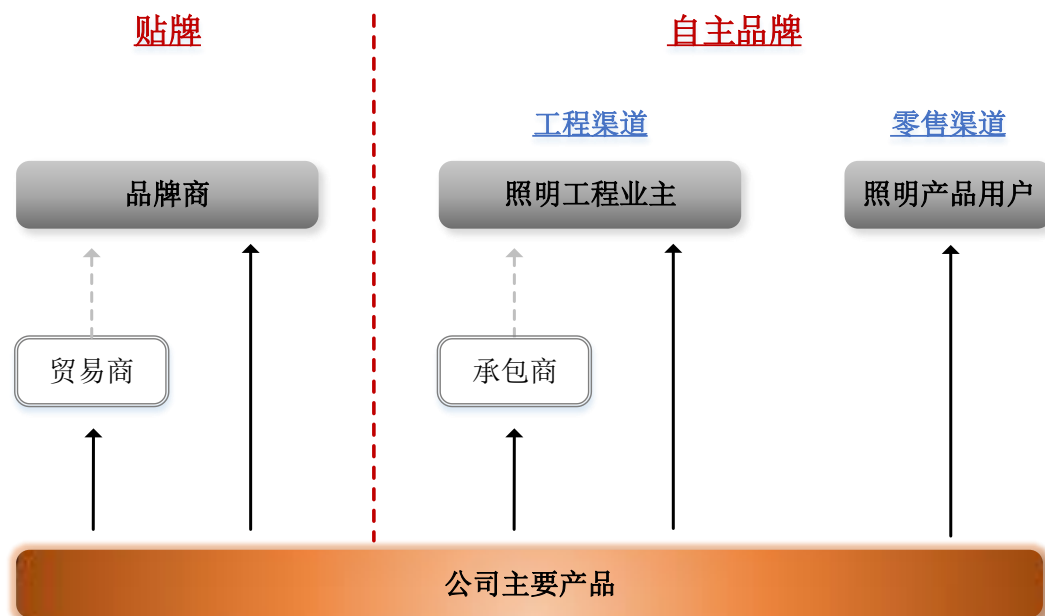 贴牌
自主品牌
工程渠道
零售渠道
品牌商
照明工程业主
照明产品用户
贸易商
承包商
公司主要产品